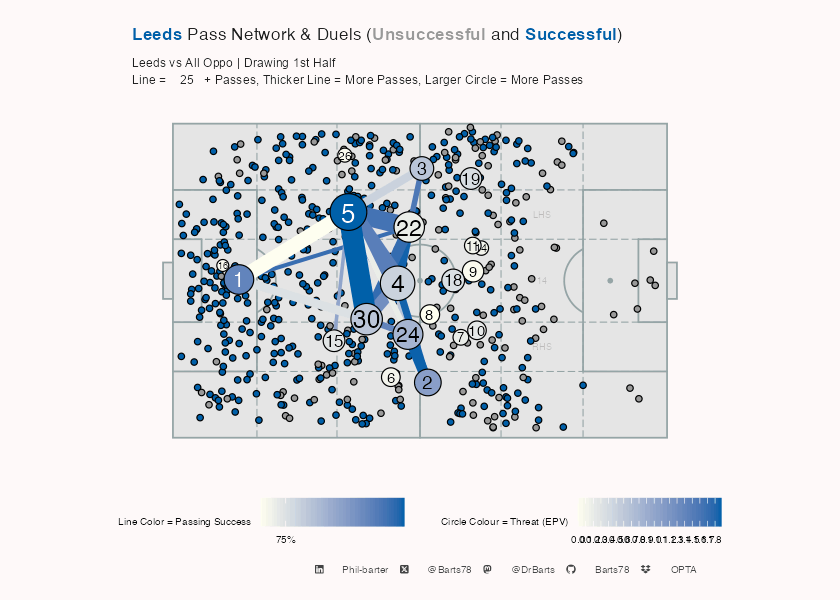 Leeds Pass Network & Duels (Unsuccessful and Successful)
Leeds vs All Oppo | Drawing 1st Half
Line = 25 + Passes, Thicker Line = More Passes, Larger Circle = More Passes
26
3
19
5
LHS
22
11
14
16
1
9
14
4
18
30
8
24
10
7
15
RHS
6
2
Line Color = Passing Success
75%
Circle Colour = Threat (EPV)
Phil-barter
@Barts78
@DrBarts
Barts78
OPTA